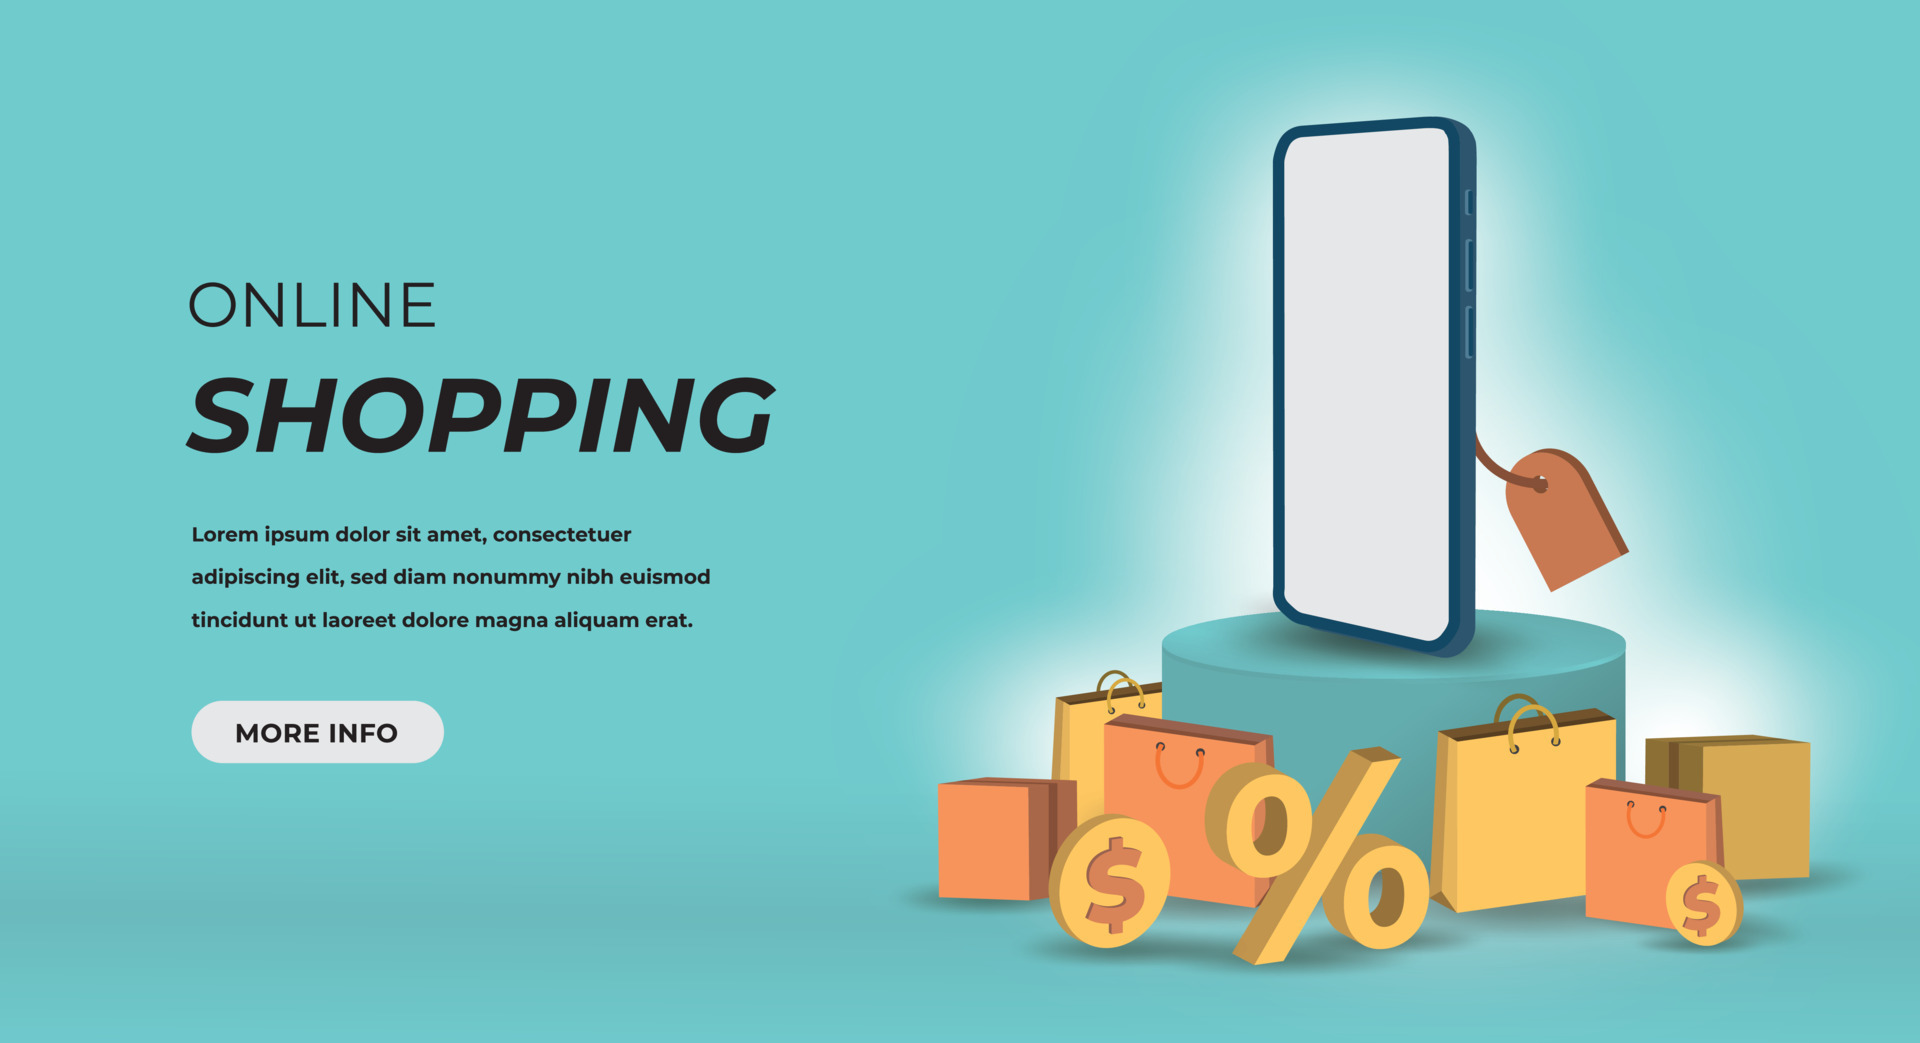 ONLINE
SHOPPING
Lorem ipsum dolor sit amet, consectetuer
adipiscing elit, sed diam nonummy nibh euismod
tincidunt ut laoreet dolore magna aliquam erat.
MORE INFO
$
%
$